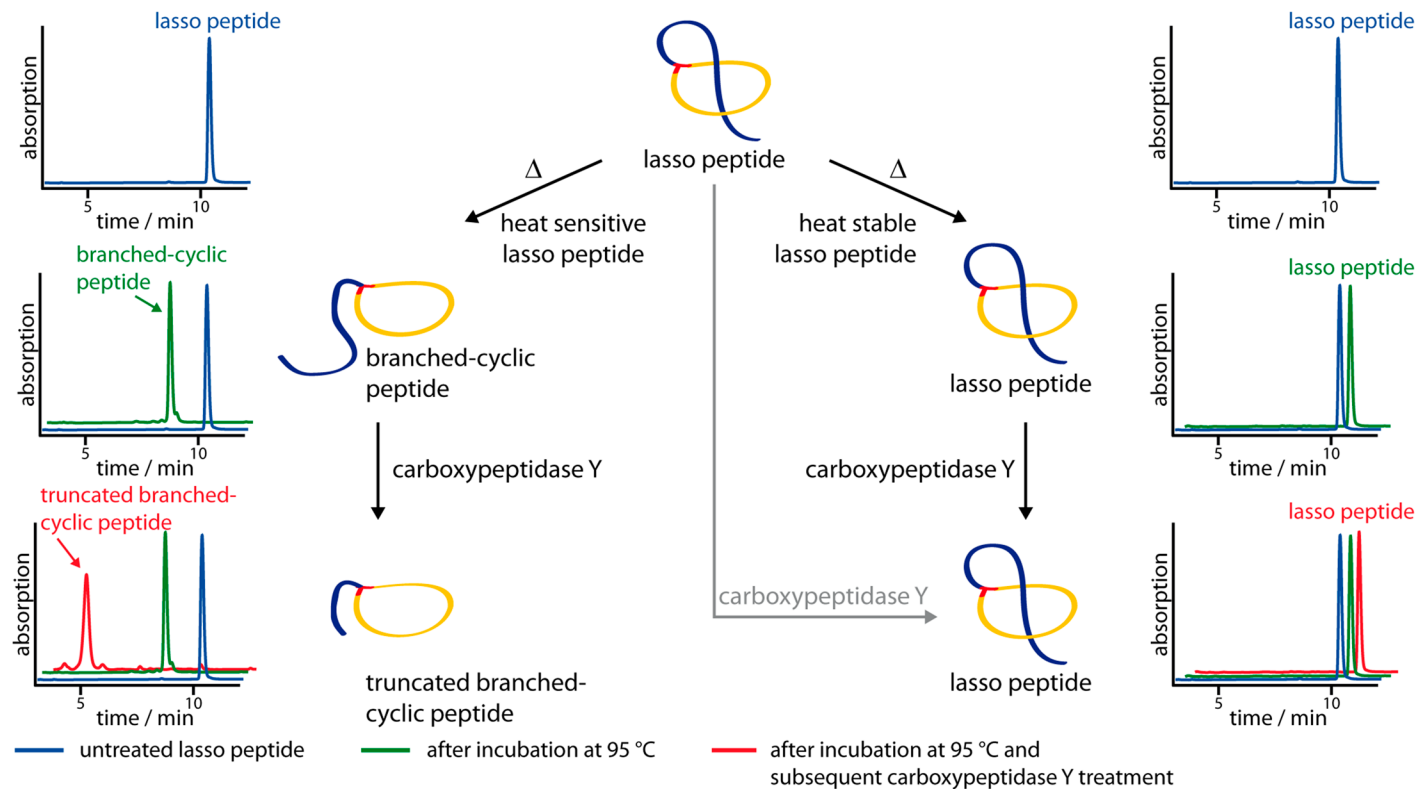 lasso peptide
absorption
5
10
time / min
lasso peptide
Δ
Δ
heat sensitive
lasso peptide
heat stable
lasso peptide
lasso peptide
absorption
5
10
time / min
branched-cyclic
peptide
absorption
5
10
time / min
branched-cyclic
peptide
lasso peptide
lasso peptide
absorption
5
10
time / min
carboxypeptidase Y
carboxypeptidase Y
truncated branched-
cyclic peptide
absorption
5
10
time / min
truncated branched-
cyclic peptide
carboxypeptidase Y
lasso peptide
lasso peptide
absorption
5
10
time / min
untreated lasso peptide
after incubation at 95 °C
after incubation at 95 °C and
subsequent carboxypeptidase Y treatment